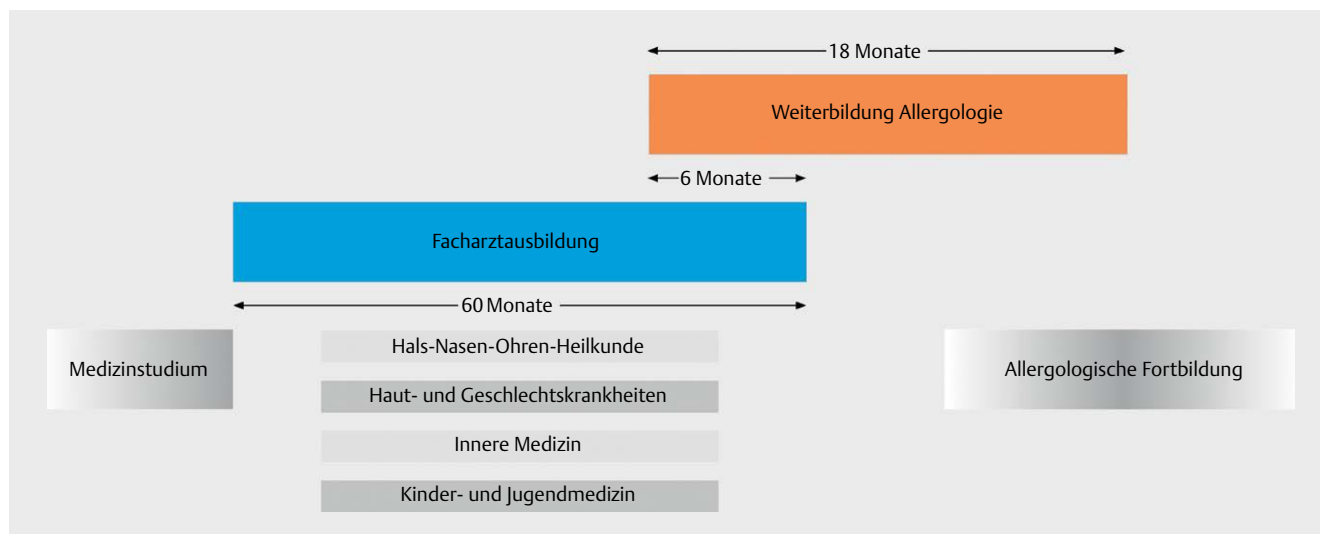 18 Monate
Weiterbildung Allergologie
6 Monate
Facharztausbildung
60 Monate
Medizinstudium
Hals-Nasen-Ohren-Heilkunde
Haut- und Geschlechtskrankheiten
Innere Medizin
Kinder- und Jugendmedizin
Allergologische Fortbildung